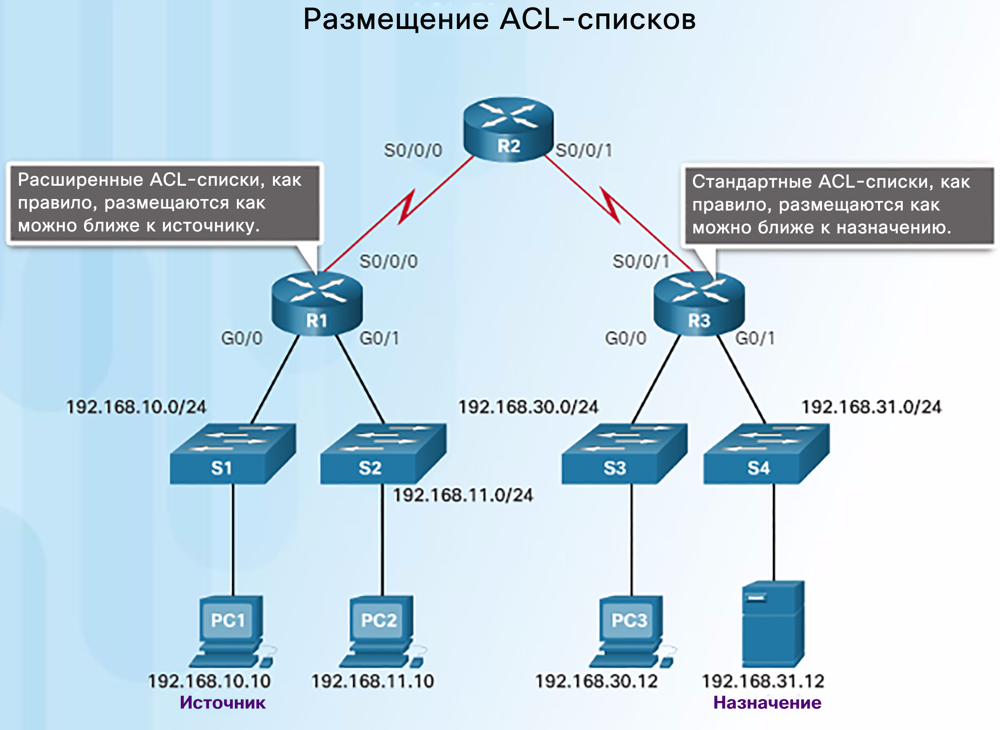 Размещение ACL-списков
R2
S0/0/0
S0/0/1
Расширенные ACL-списки, как
правило, размещаются как
можно ближе к источнику.
Стандартные ACL-списки, как
правило, размещаются как
можно ближе к назначению.
S0/0/0
S0/0/1
R1
R3
G0/0
G0/1
G0/0
G0/1
192.168.10.0/24
192.168.30.0/24
192.168.31.0/24
S1
S2
S3
S4
192.168.11.0/24
PC1
PC2
PC3
192.168.10.10
192.168.11.10
192.168.30.12
192.168.31.12
Источник
Назначение